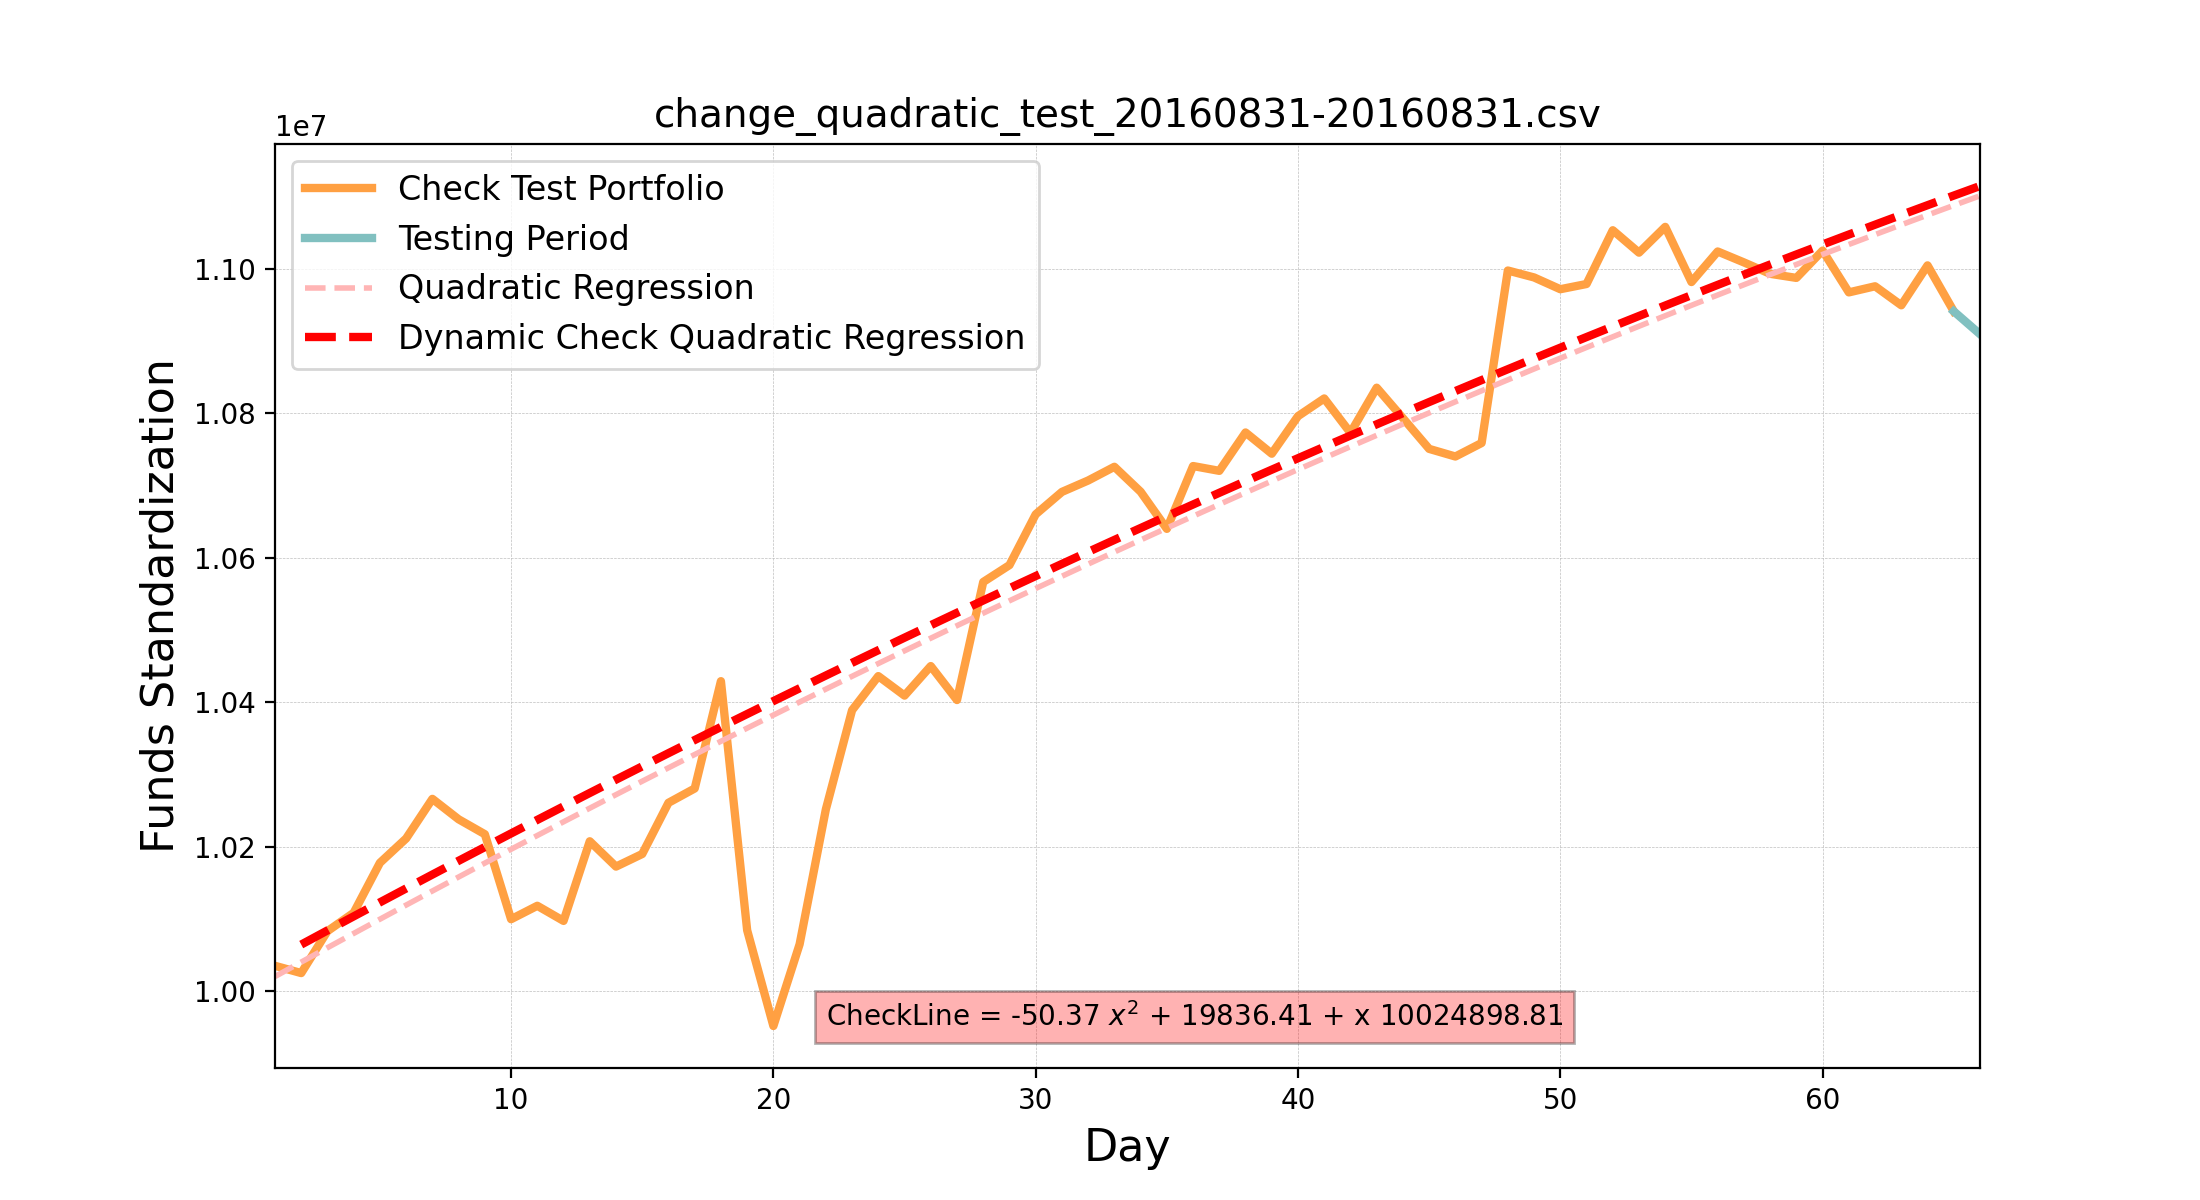 change_quadratic_test_20160831-20160831.csv
1e7
Check Test Portfolio
Testing Period
Quadratic Regression
Dynamic Check Quadratic Regression
Funds Standardization
1.10
1.08
1.06
1.04
1.02
1.00
CheckLine = -50.37 x² + 19836.41 + x 10024898.81
10 20 30 40 50 60
Day